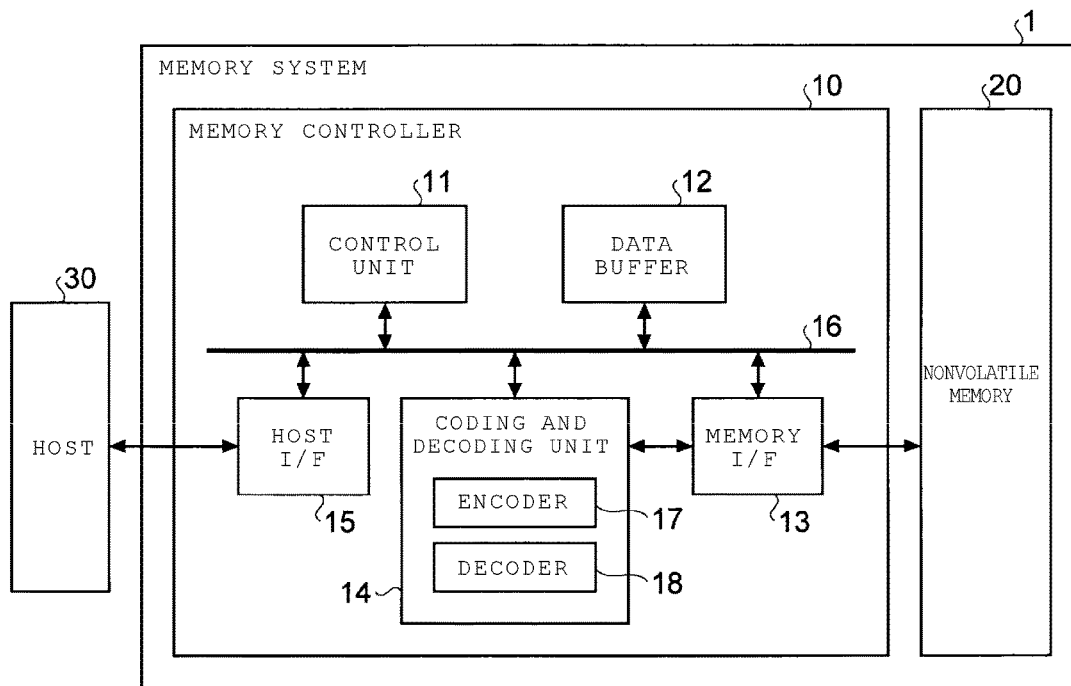 1
MEMORY SYSTEM
10
20
MEMORY CONTROLLER
11
12
CONTROL
UNIT
DATA
BUFFER
30
16
NONVOLATILE
MEMORY
HOST
HOST
I/F
CODING AND
DECODING UNIT
MEMORY
I/F
ENCODER
17
15
13
DECODER
18
14